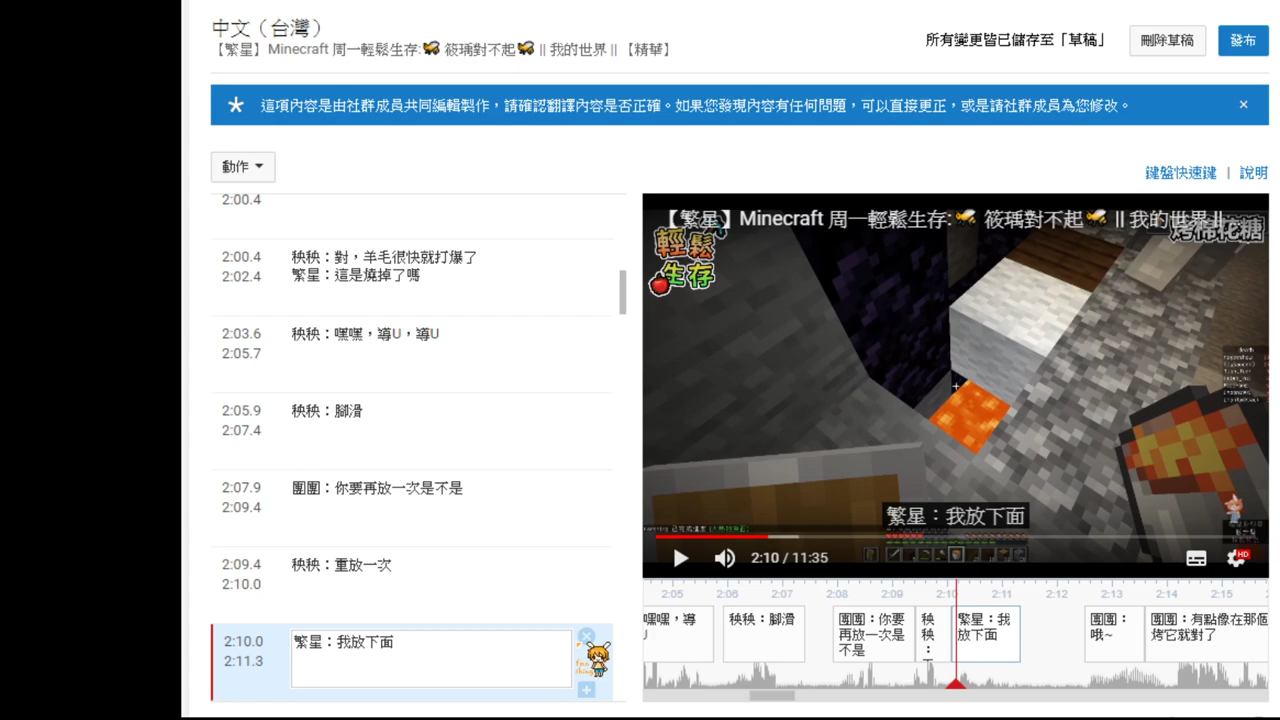 中文（台灣）
【繁星】Minecraft 周一輕鬆生存:🐝 筱瑀對不起🐝 || 我的世界 || 【精華】
所有變更皆已儲存至「草稿」
刪除草稿
發布
這項內容是由社群成員共同編輯製作，請確認翻譯內容是否正確。如果您發現內容有任何問題，可以直接更正，或是請社群成員為您修改。
動作
鍵盤快速鍵 | 說明
2:00.4
2:00.4
2:02.4
秧秧：對，羊毛很快就打爆了
繁星：這是燒掉了嗎
2:03.6
2:05.7
秧秧：嘿嘿，導U，導U
2:05.9
2:07.4
秧秧：腳滑
2:07.9
2:09.4
團團：你要再放一次是不是
2:09.4
2:10.0
秧秧：重放一次
2:10.0
2:11.3
繁星：我放下面
【繁星】Minecraft 周一輕鬆生存:🐝 筱瑀對不起🐝 || 我的世界 ||
輕鬆
生存
烤棉花糖
繁星：我放下面
2:10 / 11:35
HD
2:05 2:06 2:07 2:08 2:09 2:10 2:11 2:12 2:13 2:14 2:15
嘿嘿，導
U
秧秧：腳滑
團團：你要
再放一次是
不是
秧
秧
：
繁星：我
放下面
團團：
哦~
團團：有點像在那個
烤它就對了